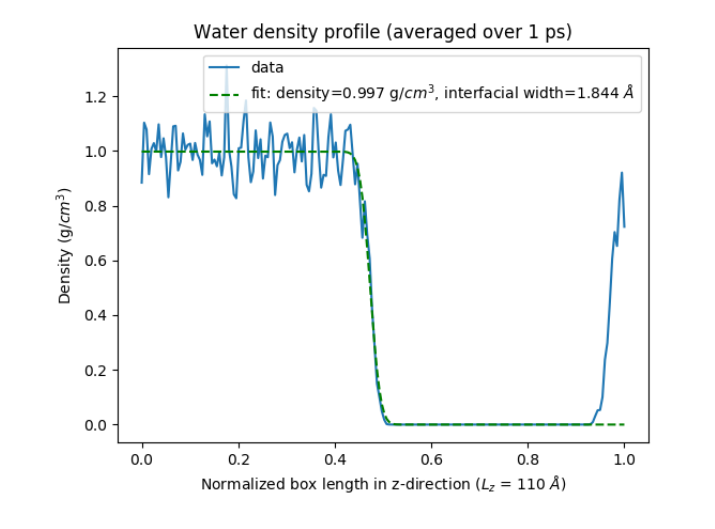 Water density profile (averaged over 1 ps)
data
fit: density=0.997 g/cm³, interfacial width=1.844 Å
1.2
1.0
0.8
0.6
0.4
0.2
0.0
Density (g/cm³)
0.0 0.2 0.4 0.6 0.8 1.0
Normalized box length in z-direction (L_z = 110 Å)